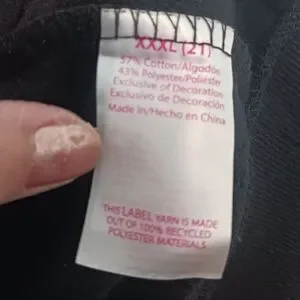 XXXL (21)
57% Cotton/Algodón
43% Polyester/Poliéster
Exclusive of Decoration
Exclusivo de Decoración
Made in/Hecho en China
THIS LABEL YARN IS MADE
OUT OF 100% RECYCLED
POLYESTER MATERIALS